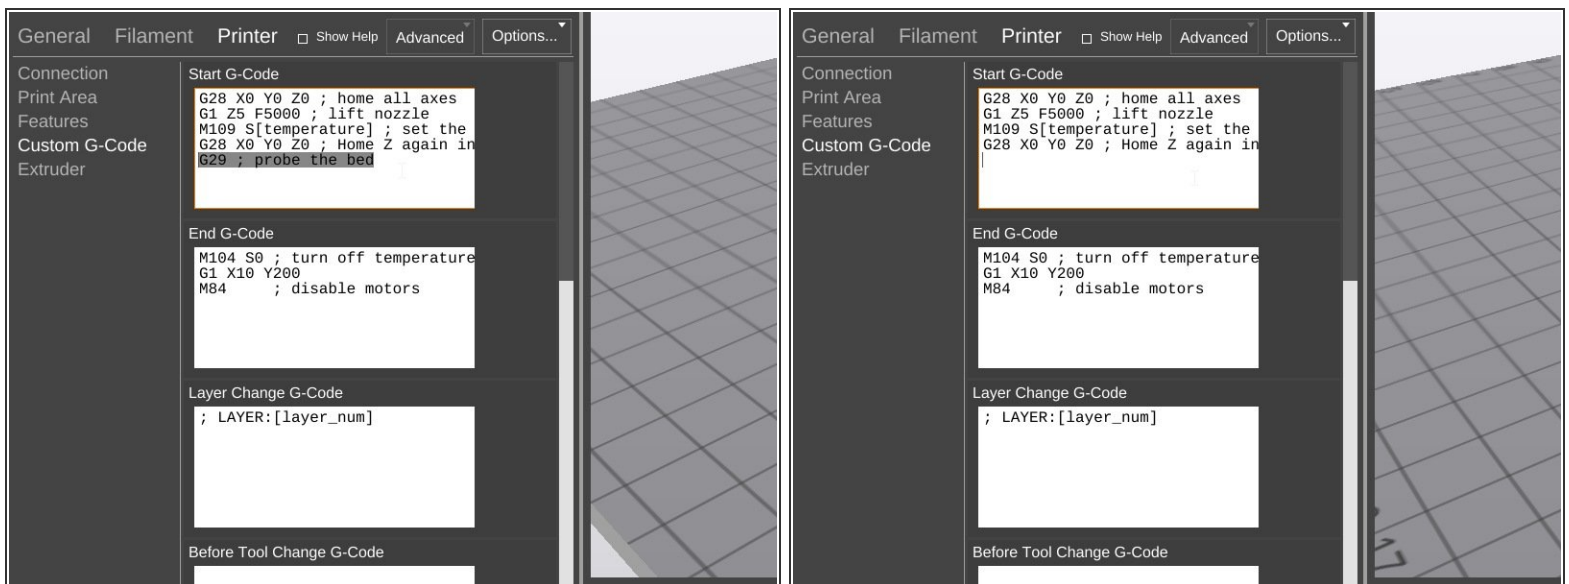 General Filament Printer Show Help Advanced Options...
Connection
Print Area
Features
Custom G-Code
Extruder
Start G-Code
G28 X0 Y0 Z0 ; home all axes
G1 Z5 F5000 ; lift nozzle
M109 S[temperature] ; set the
G28 X0 Y0 Z0 ; Home Z again in
G29 ; probe the bed
End G-Code
M104 S0 ; turn off temperature
G1 X10 Y200
M84     ; disable motors
Layer Change G-Code
; LAYER:[layer_num]
Before Tool Change G-Code
General Filament Printer Show Help Advanced Options...
Connection
Print Area
Features
Custom G-Code
Extruder
Start G-Code
G28 X0 Y0 Z0 ; home all axes
G1 Z5 F5000 ; lift nozzle
M109 S[temperature] ; set the
G28 X0 Y0 Z0 ; Home Z again in
End G-Code
M104 S0 ; turn off temperature
G1 X10 Y200
M84     ; disable motors
Layer Change G-Code
; LAYER:[layer_num]
Before Tool Change G-Code